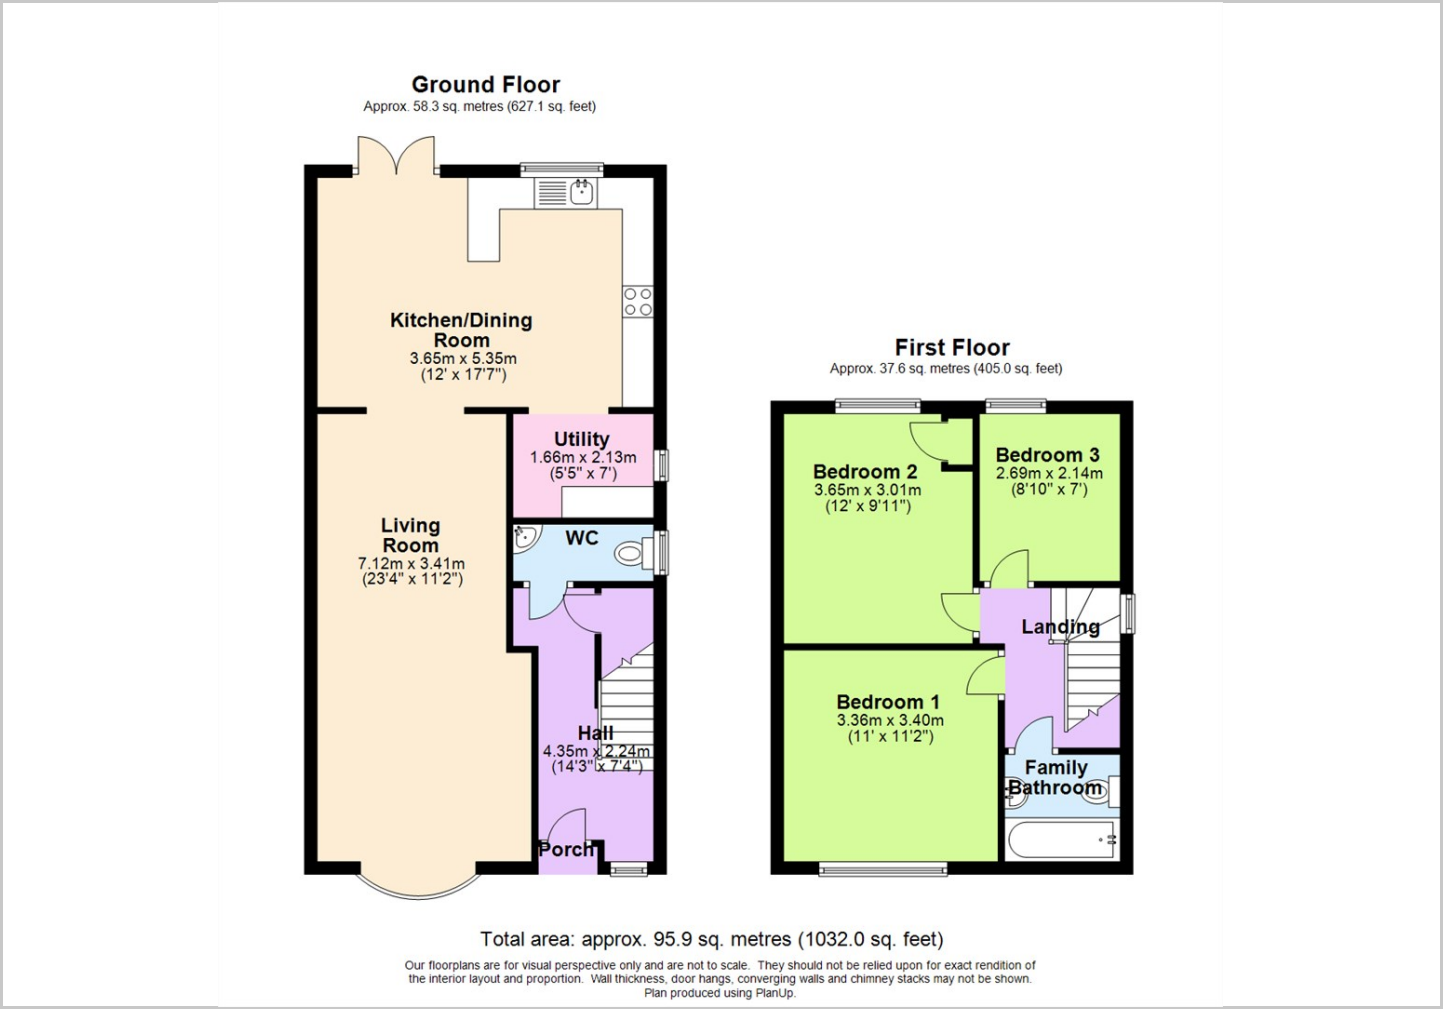 Ground Floor
Approx. 58.3 sq. metres (627.1 sq. feet)
Kitchen/Dining
Room
3.65m x 5.35m
(12' x 17'7")
Utility
1.66m x 2.13m
(5'5" x 7')
WC
Living
Room
7.12m x 3.41m
(23'4" x 11'2")
Hall
4.35m x 2.24m
(14'3" x 7'4")
Porch
First Floor
Approx. 37.6 sq. metres (405.0 sq. feet)
Bedroom 2
3.65m x 3.01m
(12' x 9'11")
Bedroom 3
2.69m x 2.14m
(8'10" x 7')
Landing
Bedroom 1
3.36m x 3.40m
(11' x 11'2")
Family
Bathroom
Total area: approx. 95.9 sq. metres (1032.0 sq. feet)
Our floorplans are for visual perspective only and are not to scale. They should not be relied upon for exact rendition of
the interior layout and proportion. Wall thickness, door hangs, converging walls and chimney stacks may not be shown.
Plan produced using PlanUp.